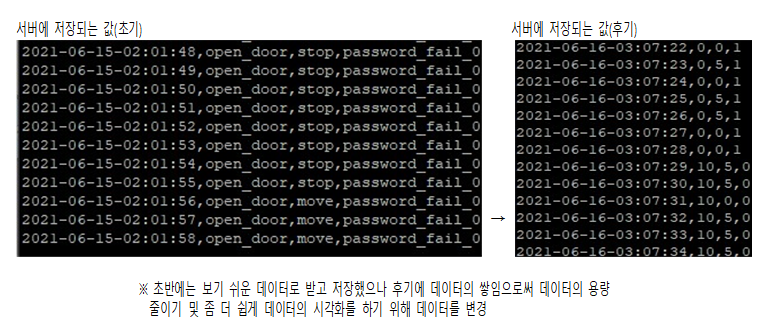 서버에 저장되는 값(초기)
2021-06-15-02:01:48,open_door,stop,password_fail_0
2021-06-15-02:01:49,open_door,stop,password_fail_0
2021-06-15-02:01:50,open_door,stop,password_fail_0
2021-06-15-02:01:51,open_door,stop,password_fail_0
2021-06-15-02:01:52,open_door,stop,password_fail_0
2021-06-15-02:01:53,open_door,stop,password_fail_0
2021-06-15-02:01:54,open_door,stop,password_fail_0
2021-06-15-02:01:55,open_door,stop,password_fail_0
2021-06-15-02:01:56,open_door,move,password_fail_0
2021-06-15-02:01:57,open_door,move,password_fail_0
2021-06-15-02:01:58,open_door,move,password_fail_0
→
서버에 저장되는 값(후기)
2021-06-16-03:07:22,0,0,1
2021-06-16-03:07:23,0,5,1
2021-06-16-03:07:24,0,0,1
2021-06-16-03:07:25,0,5,1
2021-06-16-03:07:26,0,5,1
2021-06-16-03:07:27,0,0,1
2021-06-16-03:07:28,0,0,1
2021-06-16-03:07:29,10,5,0
2021-06-16-03:07:30,10,5,0
2021-06-16-03:07:31,10,0,0
2021-06-16-03:07:32,10,5,0
2021-06-16-03:07:33,10,5,0
2021-06-16-03:07:34,10,5,0
※ 초반에는 보기 쉬운 데이터로 받고 저장했으나 후기에 데이터의 쌓임으로써 데이터의 용량
줄이기 및 좀 더 쉽게 데이터의 시각화를 하기 위해 데이터를 변경